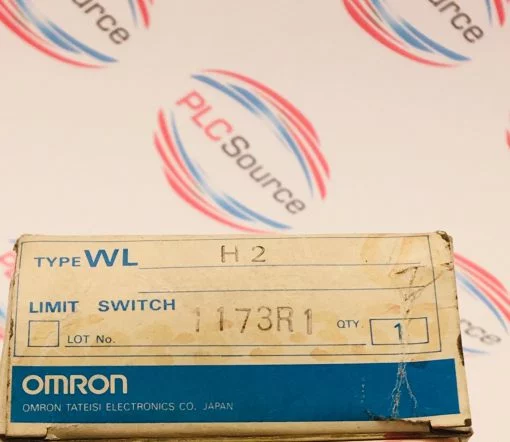 PLC Source
TYPE WL H2
LIMIT SWITCH
LOT No. 1173R1 QTY. 1
OMRON
OMRON TATEISI ELECTRONICS CO. JAPAN